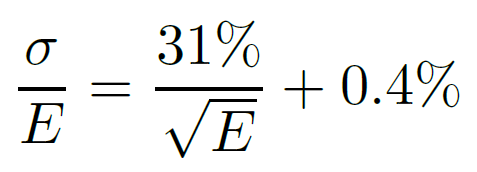 σ/E = 31%/√E + 0.4%